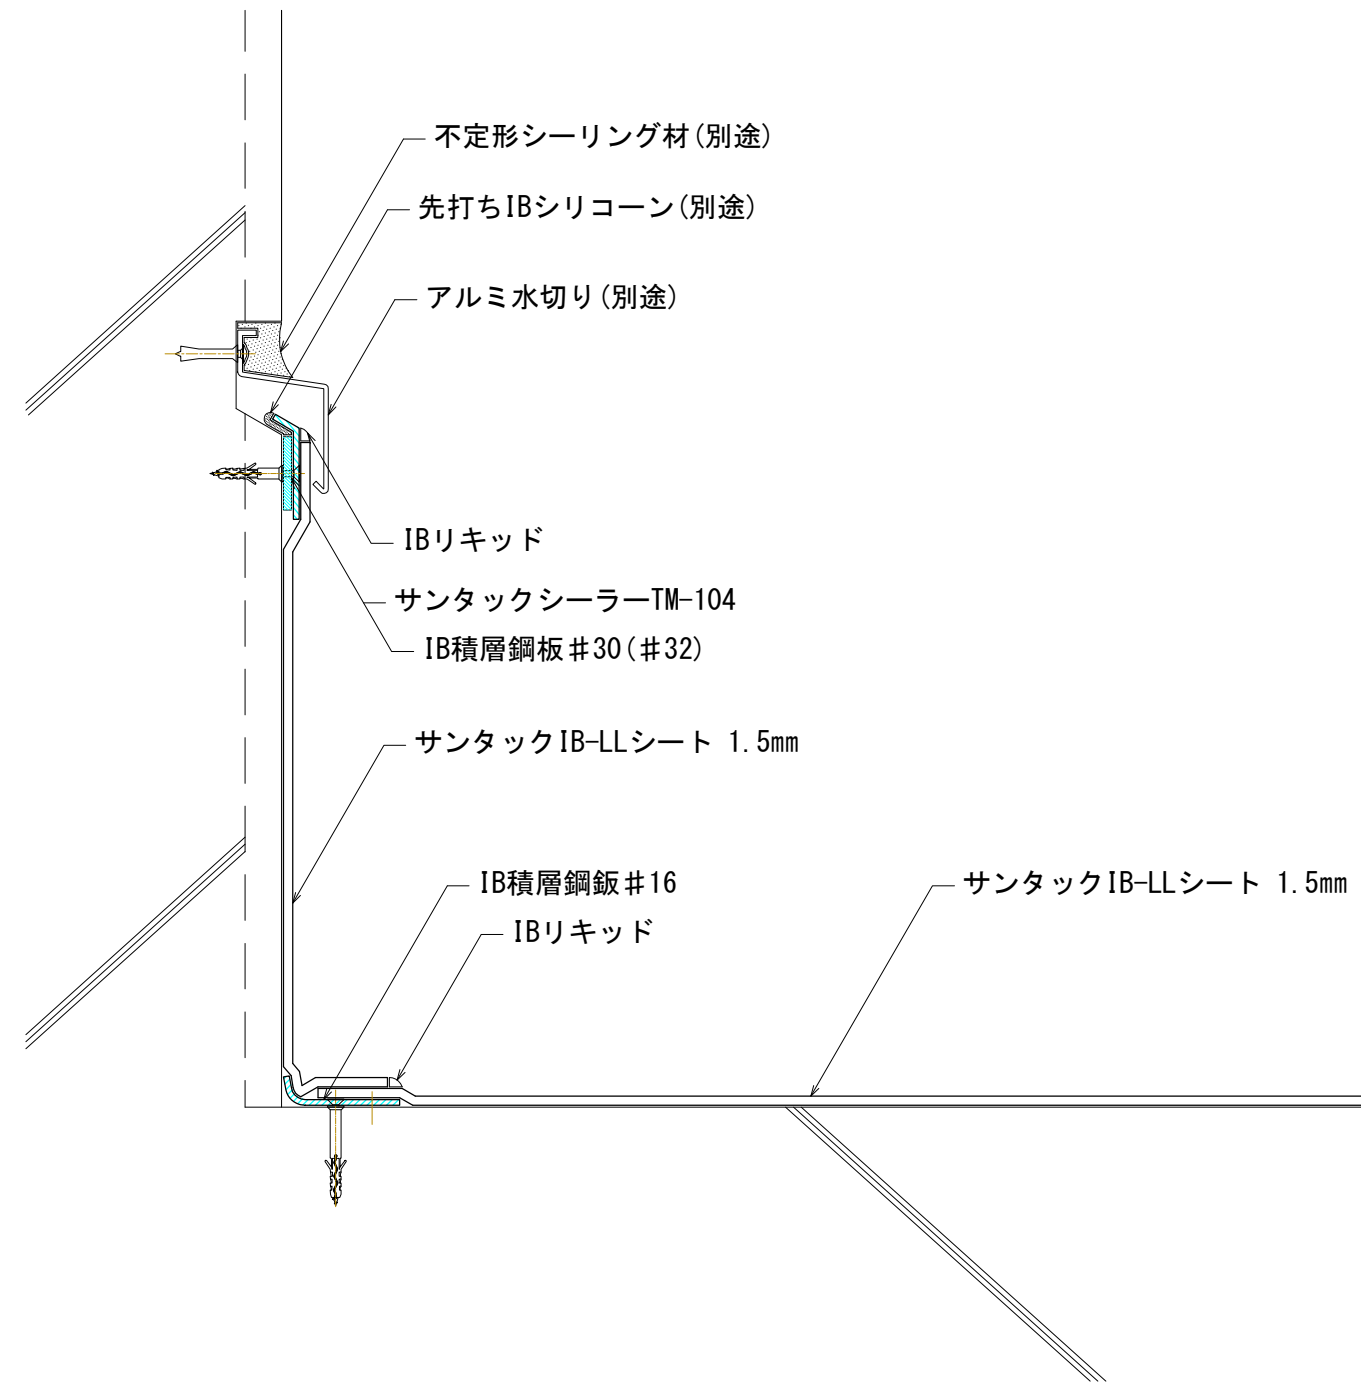 不定形シーリング材(別途)
先打ちIBシリコーン(別途)
アルミ水切り(別途)
IBリキッド
サンタックシーラーTM-104
IB積層鋼板♯30(♯32)
サンタックIB-LLシート 1.5mm
IB積層鋼鈑♯16
サンタックIB-LLシート 1.5mm
IBリキッド